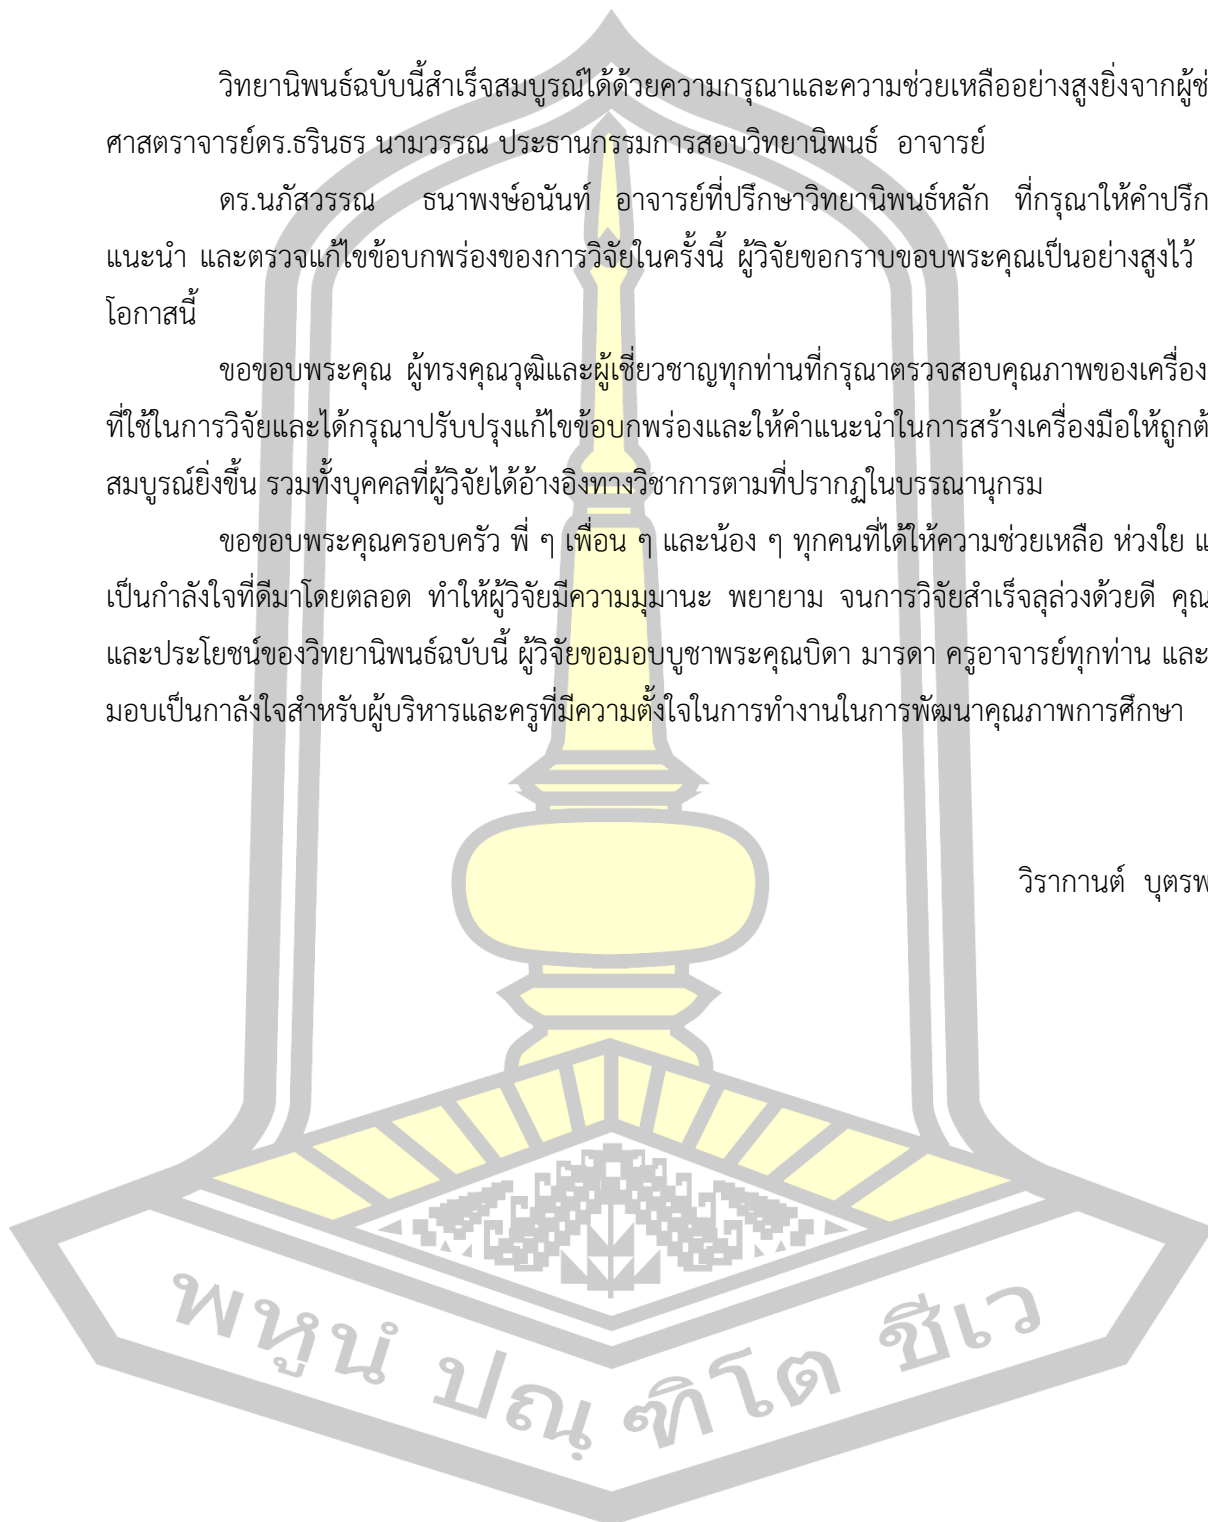 วิทยานิพนธ์ฉบับนี้สำเร็จสมบูรณ์ได้ด้วยความกรุณาและความช่วยเหลืออย่างสูงยิ่งจากผู้ช่
ศาสตราจารย์ดร.ธรินธร นามวรรณ ประธานกรรมการสอบวิทยานิพนธ์ อาจารย์
ดร.นภัสวรรณ ธนาพงษ์อนันท์ อาจารย์ที่ปรึกษาวิทยานิพนธ์หลัก ที่กรุณาให้คำปรึก
แนะนำ และตรวจแก้ไขข้อบกพร่องของการวิจัยในครั้งนี้ ผู้วิจัยขอกราบขอบพระคุณเป็นอย่างสูงไว้
โอกาสนี้
ขอขอบพระคุณ ผู้ทรงคุณวุฒิและผู้เชี่ยวชาญทุกท่านที่กรุณาตรวจสอบคุณภาพของเครื่อง
ที่ใช้ในการวิจัยและได้กรุณาปรับปรุงแก้ไขข้อบกพร่องและให้คำแนะนำในการสร้างเครื่องมือให้ถูกต้
สมบูรณ์ยิ่งขึ้น รวมทั้งบุคคลที่ผู้วิจัยได้อ้างอิงทางวิชาการตามที่ปรากฏในบรรณานุกรม
ขอขอบพระคุณครอบครัว พี่ ๆ เพื่อน ๆ และน้อง ๆ ทุกคนที่ได้ให้ความช่วยเหลือ ห่วงใย แ
เป็นกำลังใจที่ดีมาโดยตลอด ทำให้ผู้วิจัยมีความมุมานะ พยายาม จนการวิจัยสำเร็จลุล่วงด้วยดี คุณ
และประโยชน์ของวิทยานิพนธ์ฉบับนี้ ผู้วิจัยขอมอบบูชาพระคุณบิดา มารดา ครูอาจารย์ทุกท่าน และ
มอบเป็นกาลังใจสำหรับผู้บริหารและครูที่มีความตั้งใจในการทำงานในการพัฒนาคุณภาพการศึกษา
วิรากานต์ บุตรพ
พหูนํ ปณฺ ฑิโต ชีเว